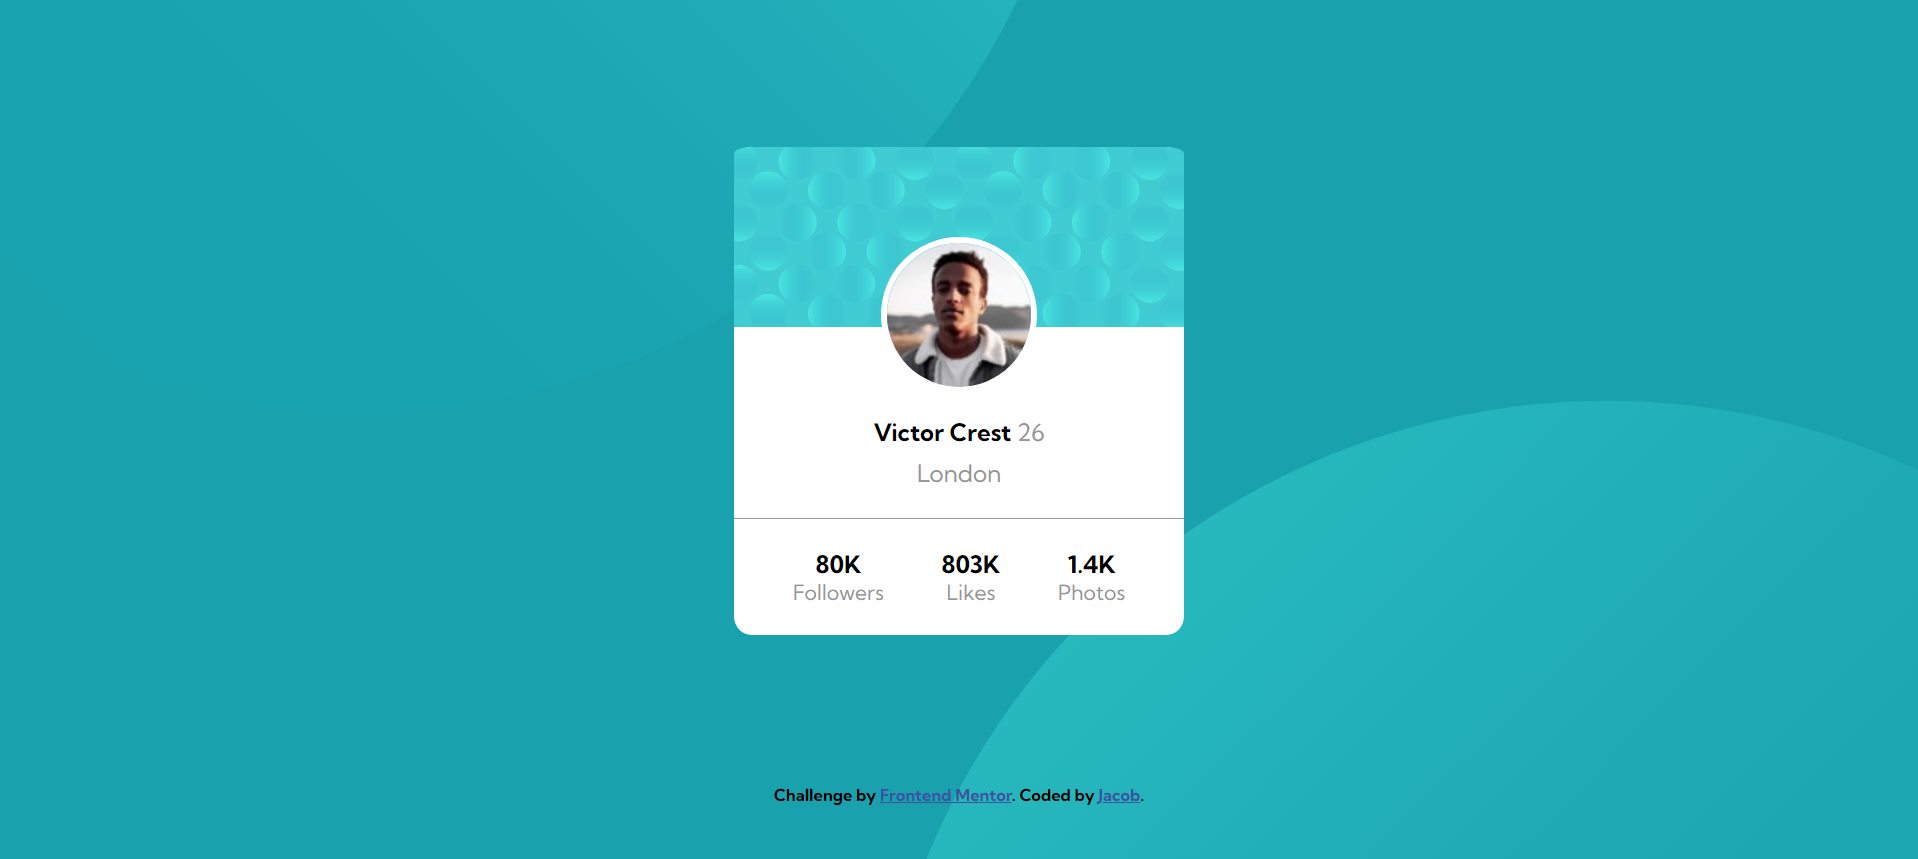 Victor Crest 26
London
80K 803K 1.4K
Followers Likes Photos
Challenge by Frontend Mentor. Coded by Jacob.